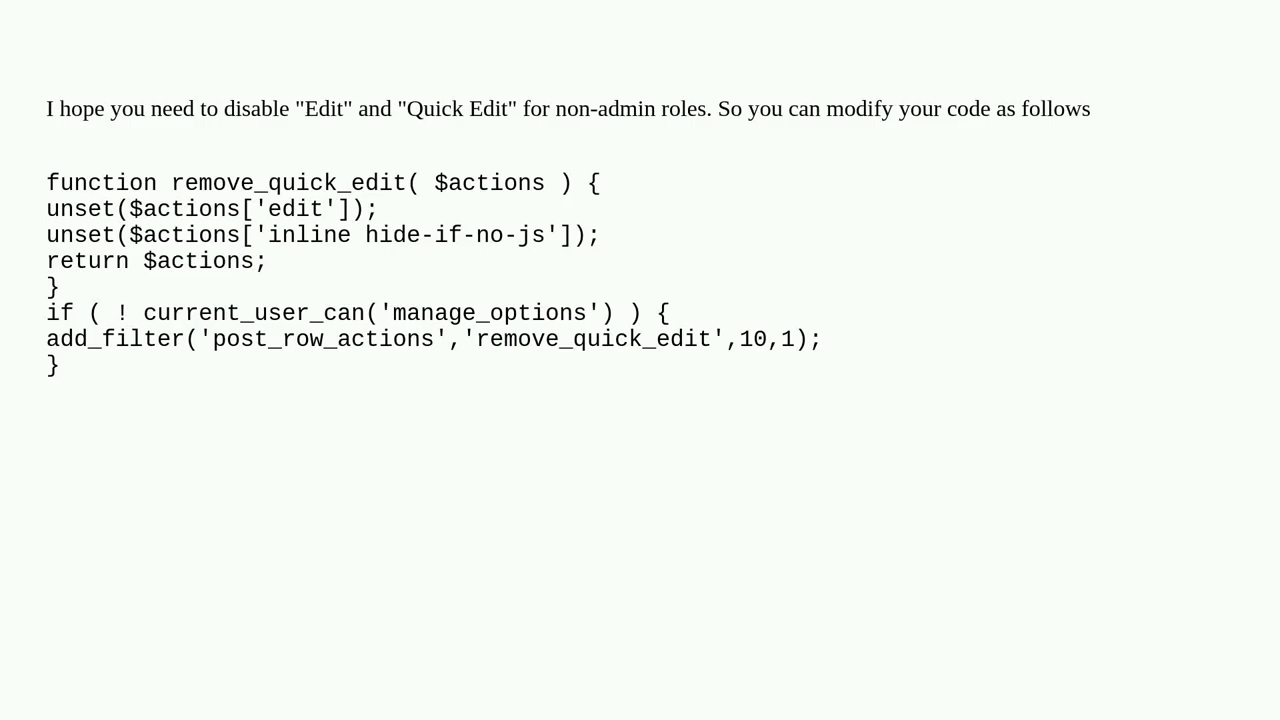 I hope you need to disable "Edit" and "Quick Edit" for non-admin roles. So you can modify your code as follows
function remove_quick_edit( $actions ) {
unset($actions['edit']);
unset($actions['inline hide-if-no-js']);
return $actions;
}
if ( ! current_user_can('manage_options') ) {
add_filter('post_row_actions','remove_quick_edit',10,1);
}